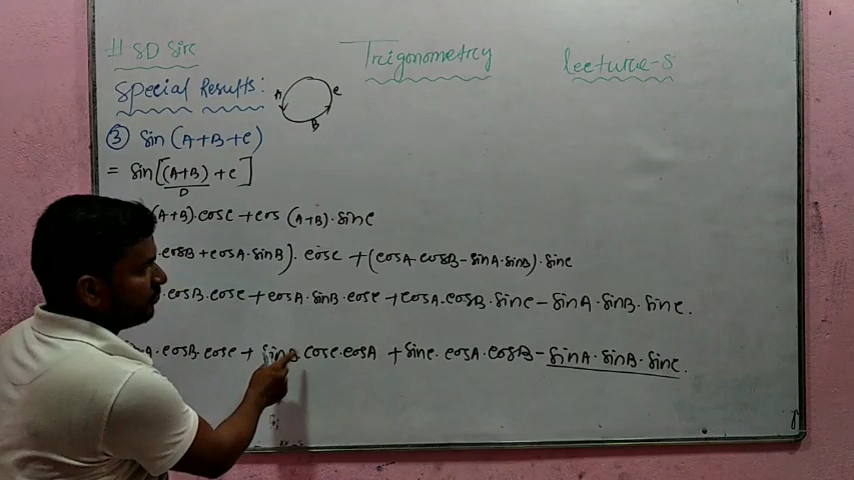 # SD Sir Trigonometry lecture-5
Special Results: A B C
③ Sin (A+B+C)
= Sin[(A+B) + C]
D
(A+B)·cosC + cos (A+B)·sinC
cosB + cosA·sinB)·cosC + (cosA·cosB - sinA·sinB)·sinC
·cosB·cosC + cosA·sinB·cosC + cosA·cosB·sinC - sinA·sinB·sinC.
sinA·cosB·cosC + sinB·cosC·cosA + sinC·cosA·cosB - sinA·sinB·sinC.